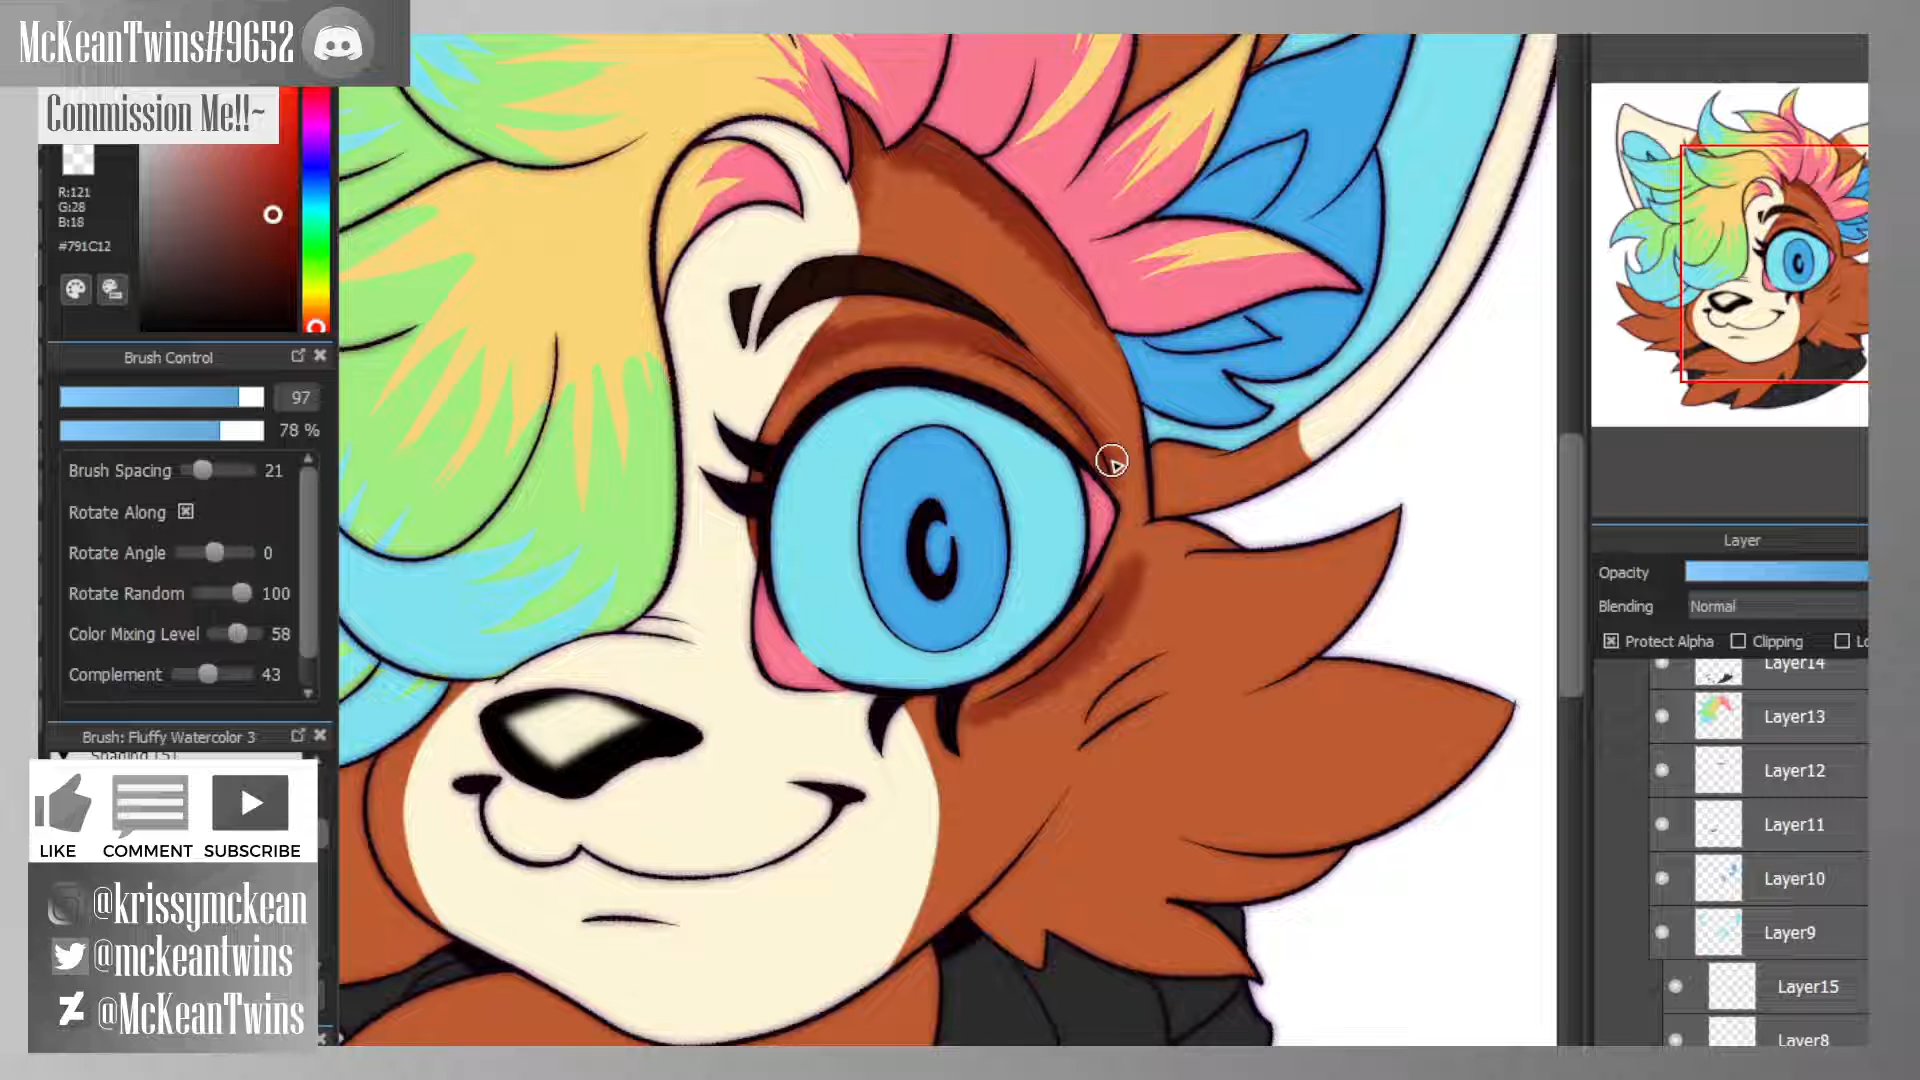 McKeanTwins#9652
Commission Me!!~
R:121
G:28
B:18
#791C12
Brush Control
97
78 %
Brush Spacing 21
Rotate Along
Rotate Angle 0
Rotate Random 100
Color Mixing Level 58
Complement 43
Brush: Fluffy Watercolor 3
LIKE COMMENT SUBSCRIBE
@krissymckean
@mckeantwins
@McKeanTwins
Layer
Opacity
Blending Normal
Protect Alpha Clipping
Layer14
Layer13
Layer12
Layer11
Layer10
Layer9
Layer15
Layer8